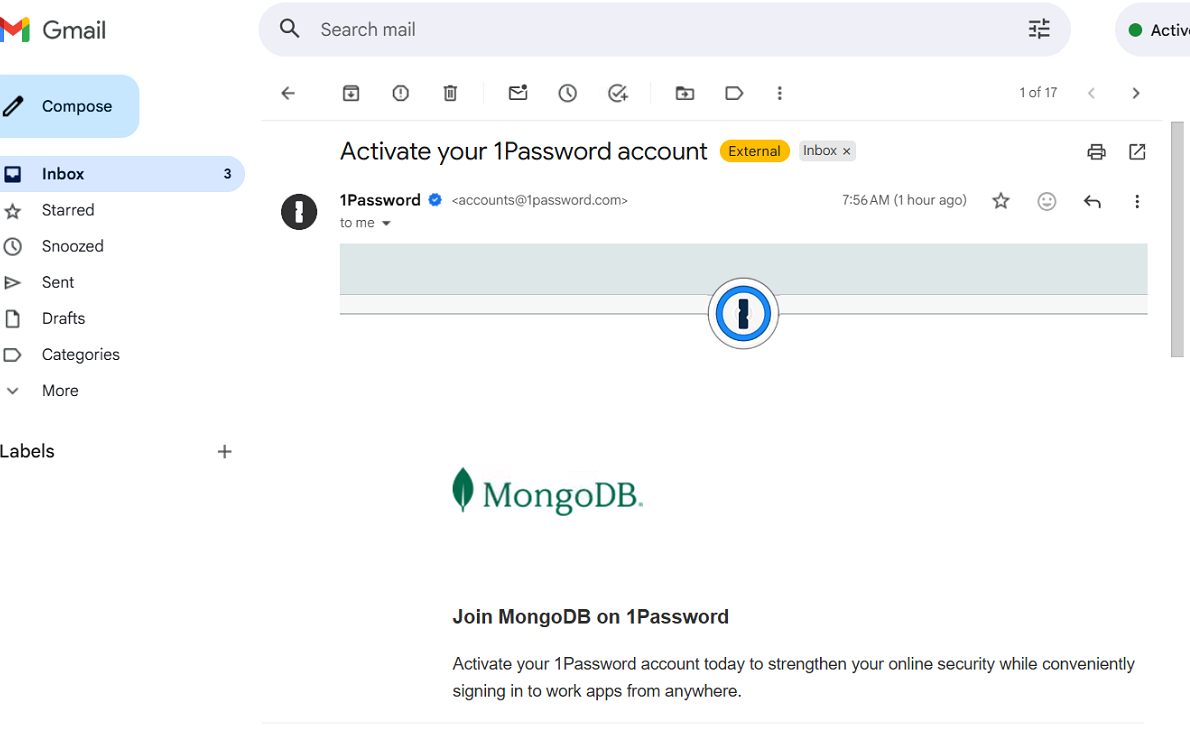 Gmail
Search mail
Active
Compose
1 of 17
Inbox 3
Starred
Snoozed
Sent
Drafts
Categories
More
Labels
Activate your 1Password account External Inbox ×
1Password <accounts@1password.com> 7:56 AM (1 hour ago)
to me
MongoDB.
Join MongoDB on 1Password
Activate your 1Password account today to strengthen your online security while conveniently
signing in to work apps from anywhere.